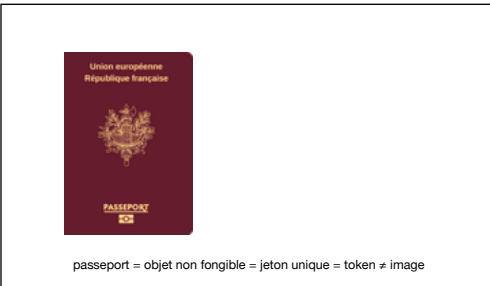 Union européenne
République française
PASSEPORT
passeport = objet non fongible = jeton unique = token ≠ image